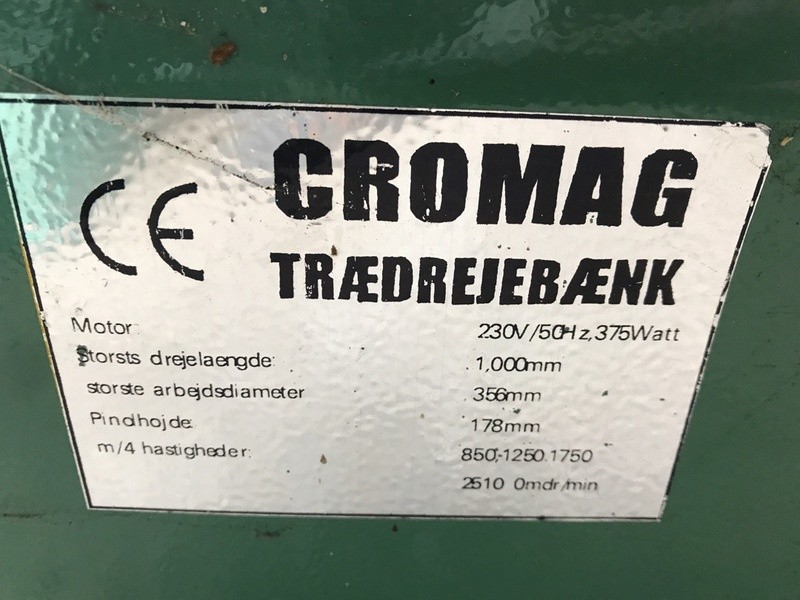 CE
CROMAG
TRÆDREJEBÆNK
Motor: 230V/50Hz,375Watt
Storsts drejelaengde: 1,000mm
storste arbejdsdiameter 356mm
Pindhojde: 178mm
m/4 hastigheder: 850;-1250.1750
2510 Omdr/min